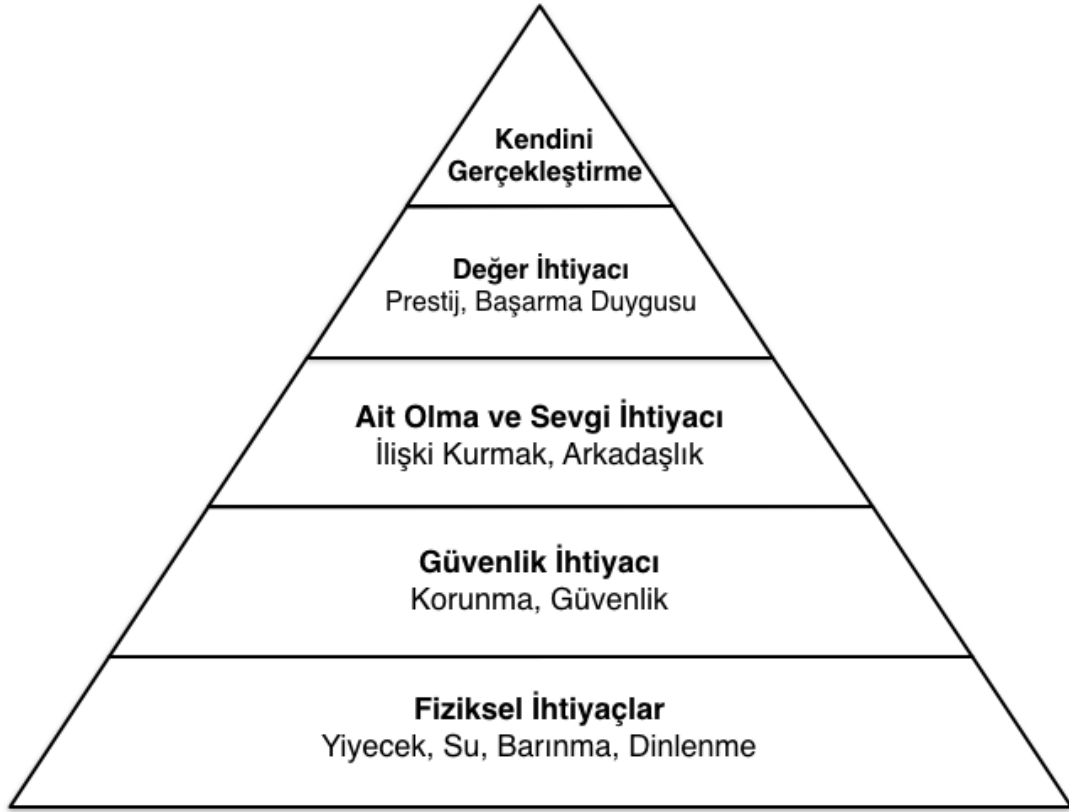 Kendini
Gerçekleştirme
Değer İhtiyacı
Prestij, Başarma Duygusu
Ait Olma ve Sevgi İhtiyacı
İlişki Kurmak, Arkadaşlık
Güvenlik İhtiyacı
Korunma, Güvenlik
Fiziksel İhtiyaçlar
Yiyecek, Su, Barınma, Dinlenme